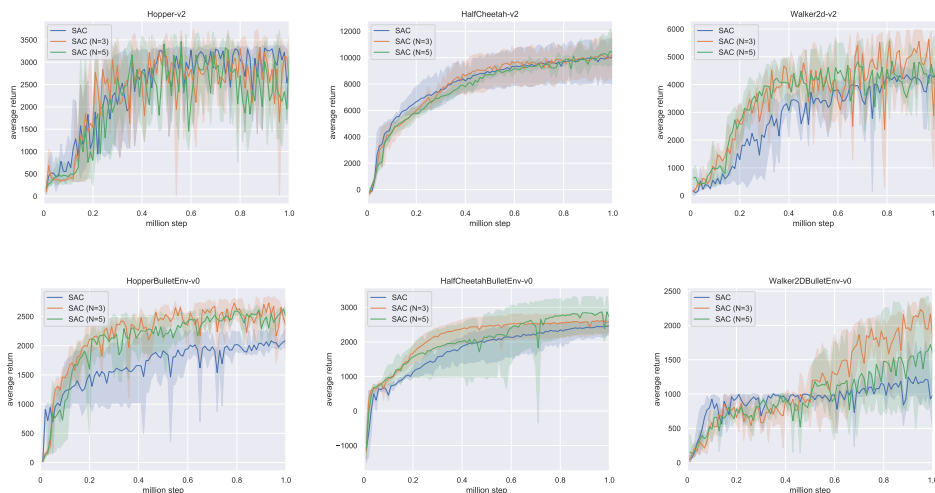 Hopper-v2
SAC
SAC (N=3)
SAC (N=5)
average return
3500
3000
2500
2000
1500
1000
500
0
0 0.2 0.4 0.6 0.8 1.0
million step
HalfCheetah-v2
SAC
SAC (N=3)
SAC (N=5)
average return
12000
10000
8000
6000
4000
2000
0
0 0.2 0.4 0.6 0.8 1.0
million step
Walker2d-v2
SAC
SAC (N=3)
SAC (N=5)
average return
6000
5000
4000
3000
2000
1000
0
0 0.2 0.4 0.6 0.8 1.0
million step
HopperBulletEnv-v0
SAC
SAC (N=3)
SAC (N=5)
average return
2500
2000
1500
1000
500
0
0 0.2 0.4 0.6 0.8 1.0
million step
HalfCheetahBulletEnv-v0
SAC
SAC (N=3)
SAC (N=5)
average return
3000
2000
1000
0
−1000
0 0.2 0.4 0.6 0.8 1.0
million step
Walker2DBulletEnv-v0
SAC
SAC (N=3)
SAC (N=5)
average return
2500
2000
1500
1000
500
0
0 0.2 0.4 0.6 0.8 1.0
million step